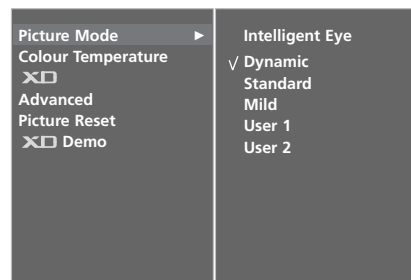 Picture Mode ►
Colour Temperature
XD
Advanced
Picture Reset
XD Demo
Intelligent Eye
√ Dynamic
Standard
Mild
User 1
User 2